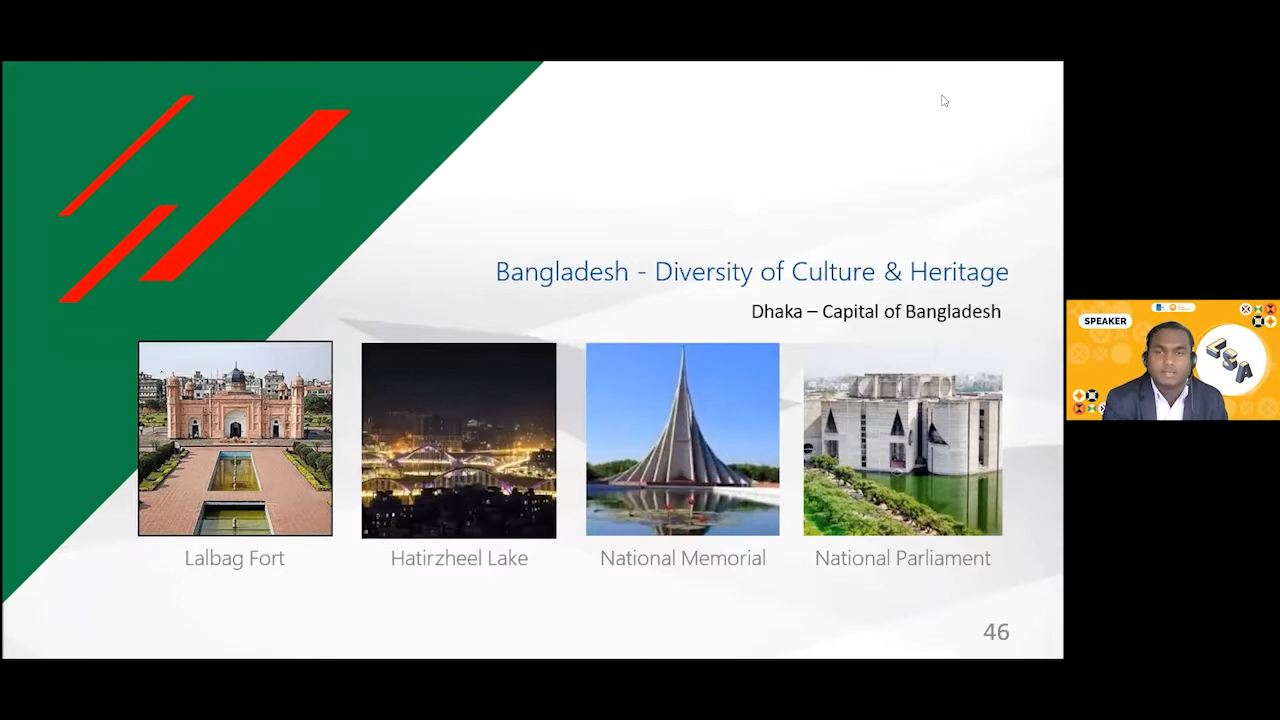 Bangladesh - Diversity of Culture & Heritage
Dhaka – Capital of Bangladesh
Lalbag Fort
Hatirzheel Lake
National Memorial
National Parliament
46
SPEAKER
LSA